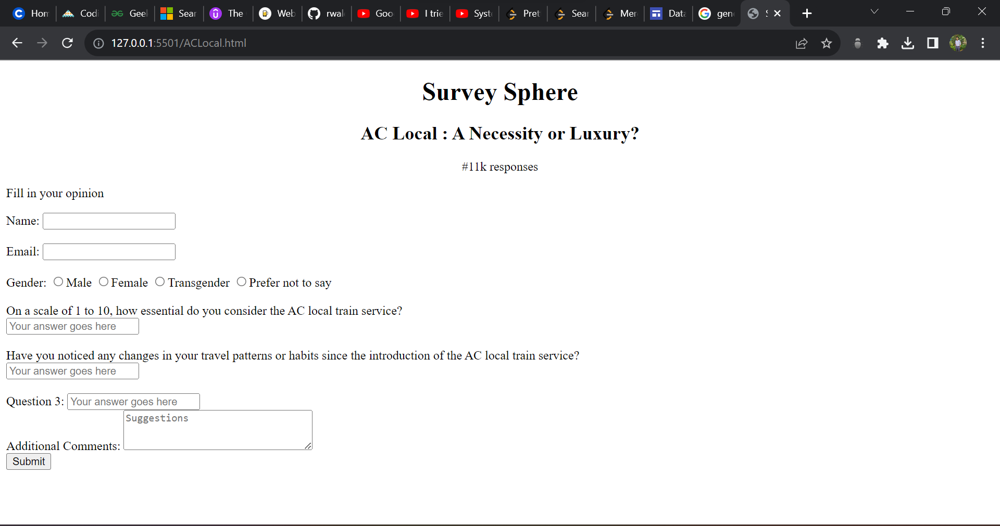 Hom Codi Geel Sear The Web rwal Goo I trie Syst Pret Sear Mer Data gen
127.0.0.1:5501/ACLocal.html
Survey Sphere
AC Local : A Necessity or Luxury?
#11k responses
Fill in your opinion
Name:
Email:
Gender: Male Female Transgender Prefer not to say
On a scale of 1 to 10, how essential do you consider the AC local train service?
Your answer goes here
Have you noticed any changes in your travel patterns or habits since the introduction of the AC local train service?
Your answer goes here
Question 3: Your answer goes here
Suggestions
Additional Comments:
Submit